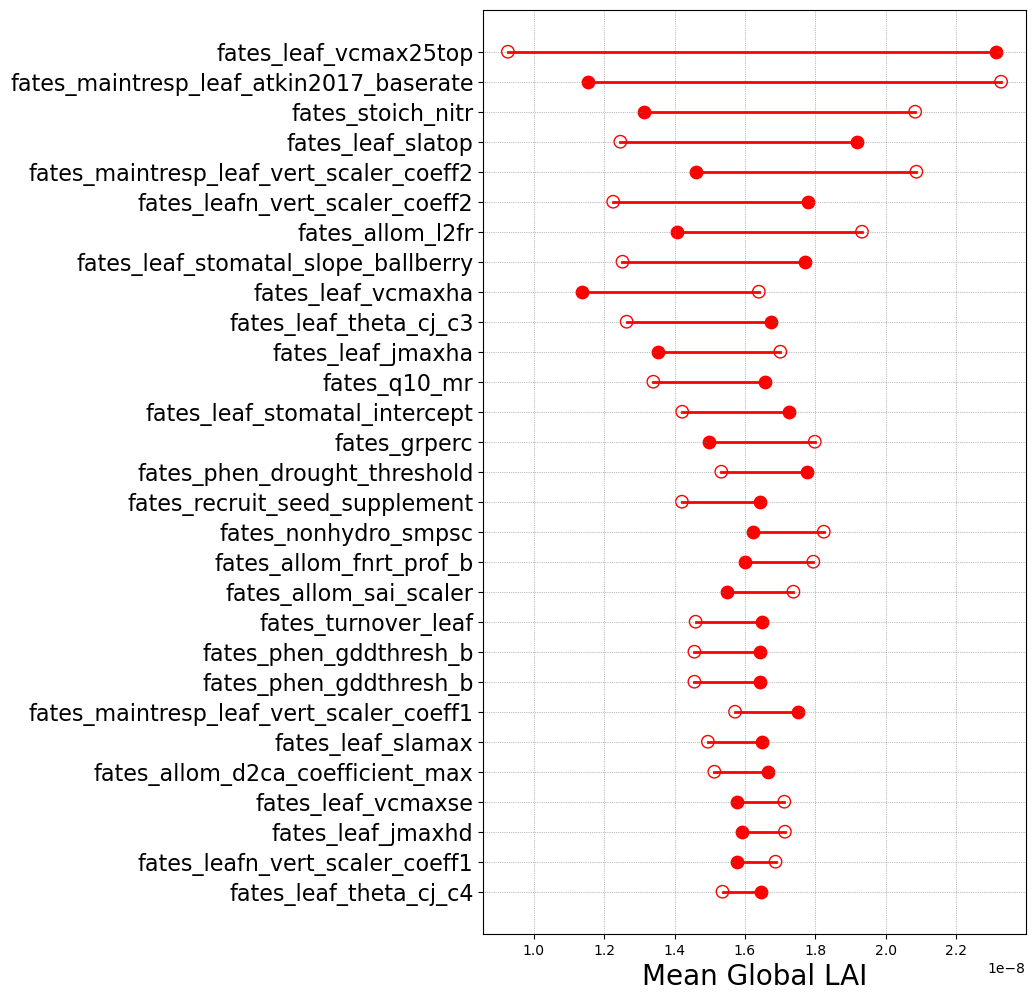 fates_leaf_vcmax25top
fates_maintresp_leaf_atkin2017_baserate
fates_stoich_nitr
fates_leaf_slatop
fates_maintresp_leaf_vert_scaler_coeff2
fates_leafn_vert_scaler_coeff2
fates_allom_l2fr
fates_leaf_stomatal_slope_ballberry
fates_leaf_vcmaxha
fates_leaf_theta_cj_c3
fates_leaf_jmaxha
fates_q10_mr
fates_leaf_stomatal_intercept
fates_grperc
fates_phen_drought_threshold
fates_recruit_seed_supplement
fates_nonhydro_smpsc
fates_allom_fnrt_prof_b
fates_allom_sai_scaler
fates_turnover_leaf
fates_phen_gddthresh_b
fates_phen_gddthresh_b
fates_maintresp_leaf_vert_scaler_coeff1
fates_leaf_slamax
fates_allom_d2ca_coefficient_max
fates_leaf_vcmaxse
fates_leaf_jmaxhd
fates_leafn_vert_scaler_coeff1
fates_leaf_theta_cj_c4
1.0 1.2 1.4 1.6 1.8 2.0 2.2
1e−8
Mean Global LAI